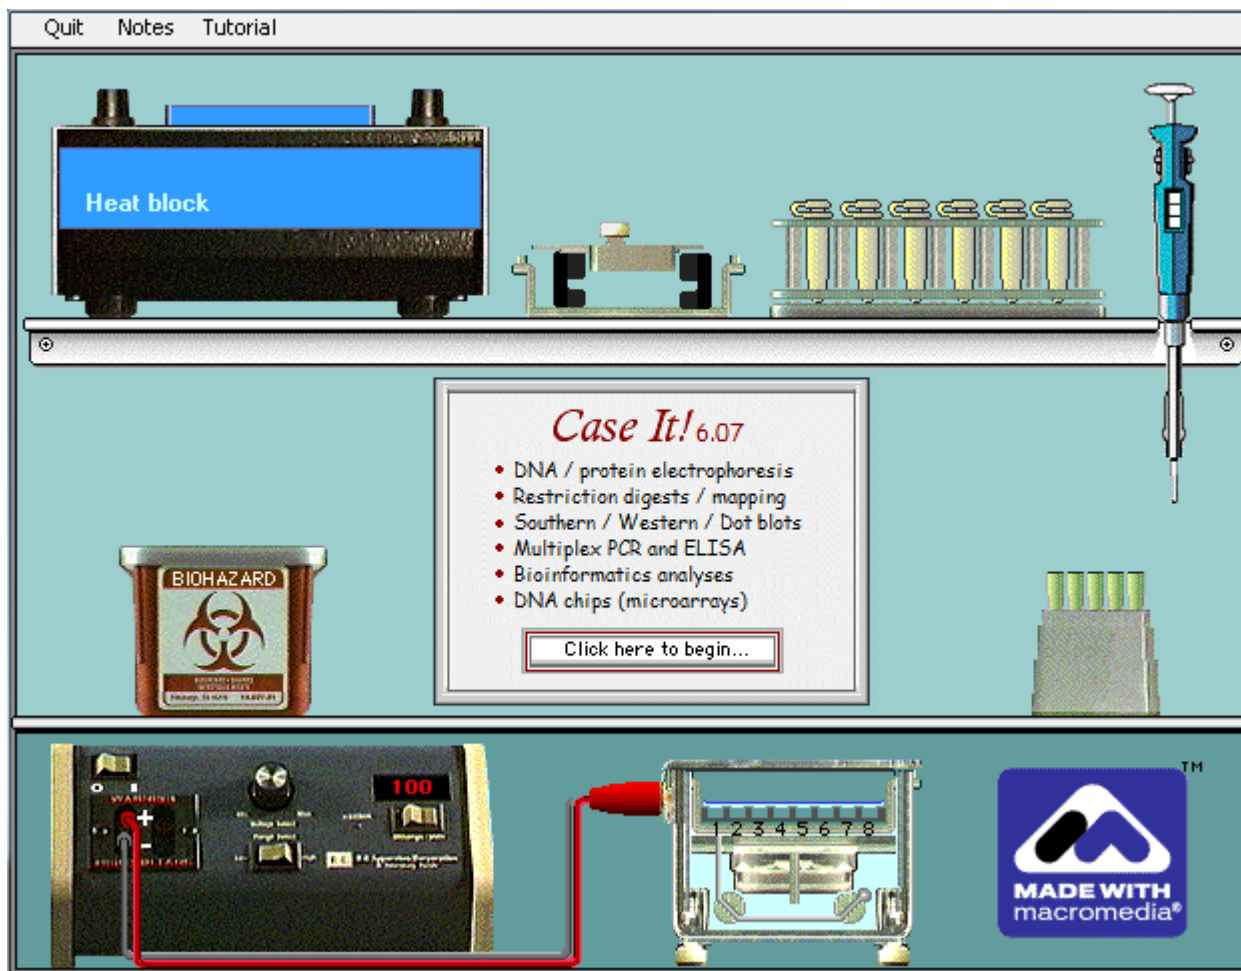 Quit Notes Tutorial
Heat block
Case It! 6.07
• DNA / protein electrophoresis
• Restriction digests / mapping
• Southern / Western / Dot blots
• Multiplex PCR and ELISA
• Bioinformatics analyses
• DNA chips (microarrays)
Click here to begin...
BIOHAZARD
100
WARNING
+
-
1 2 3 4 5 6 7 8
TM
MADE WITH
macromedia®